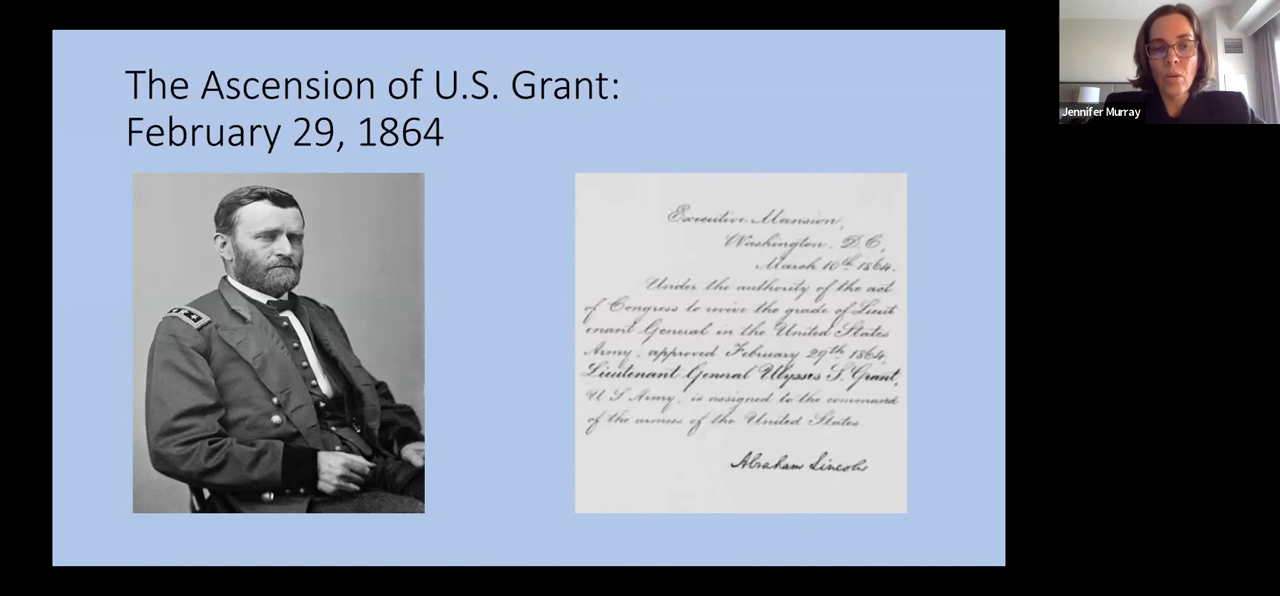 The Ascension of U.S. Grant:
February 29, 1864
Executive Mansion,
Washington, D.C,
March 10th 1864.
Under the authority of the act
of Congress to revive the grade of Lieut
enant General in the United States
Army, approved February 29th 1864.
Lieutenant General Ulysses S. Grant,
U S Army, is assigned to the command
of the armies of the United States.
Abraham Lincoln
Jennifer Murray